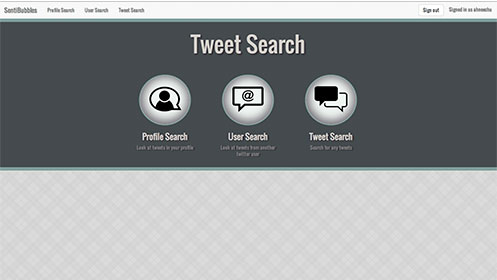 SentiBubbles Profile Search User Search Tweet Search Sign out Signed in as
Tweet Search
@
Profile Search User Search Tweet Search
Look at tweets in your profile Look at tweets from another Search for any tweets
twitter user